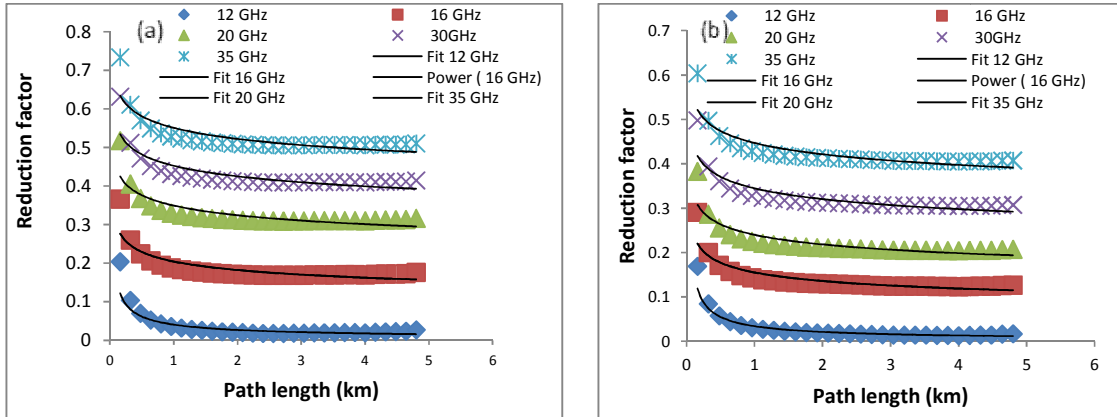 (a)
12 GHz 16 GHz
20 GHz 30GHz
35 GHz Fit 12 GHz
Fit 16 GHz Power ( 16 GHz)
Fit 20 GHz Fit 35 GHz
Reduction factor
0.8
0.7
0.6
0.5
0.4
0.3
0.2
0.1
0
0 1 2 3 4 5 6
Path length (km)
(b)
12 GHz 16 GHz
20 GHz 30GHz
35 GHz Fit 12 GHz
Fit 16 GHz Power ( 16 GHz)
Fit 20 GHz Fit 35 GHz
Reduction factor
0.7
0.6
0.5
0.4
0.3
0.2
0.1
0
0 1 2 3 4 5 6
Path length (km)